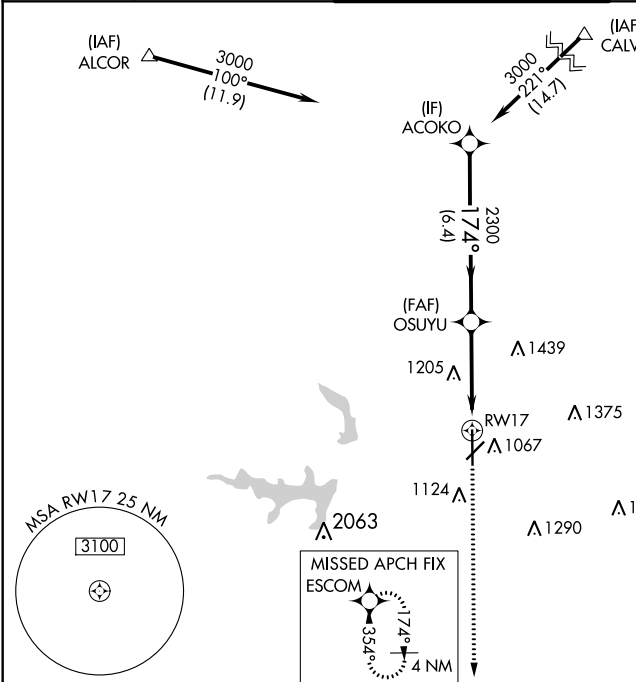 (IAF)
ALCOR
3000
100°
(11.9)
(IAF
CALV
3000
221°
(14.7)
(IF)
ACOKO
2300
174°
(6.4)
(FAF)
OSUYU
1439
1205
1375
RW17
1067
1124
1290
2063
MSA RW17 25 NM
3100
MISSED APCH FIX
ESCOM
354°
174°
4 NM